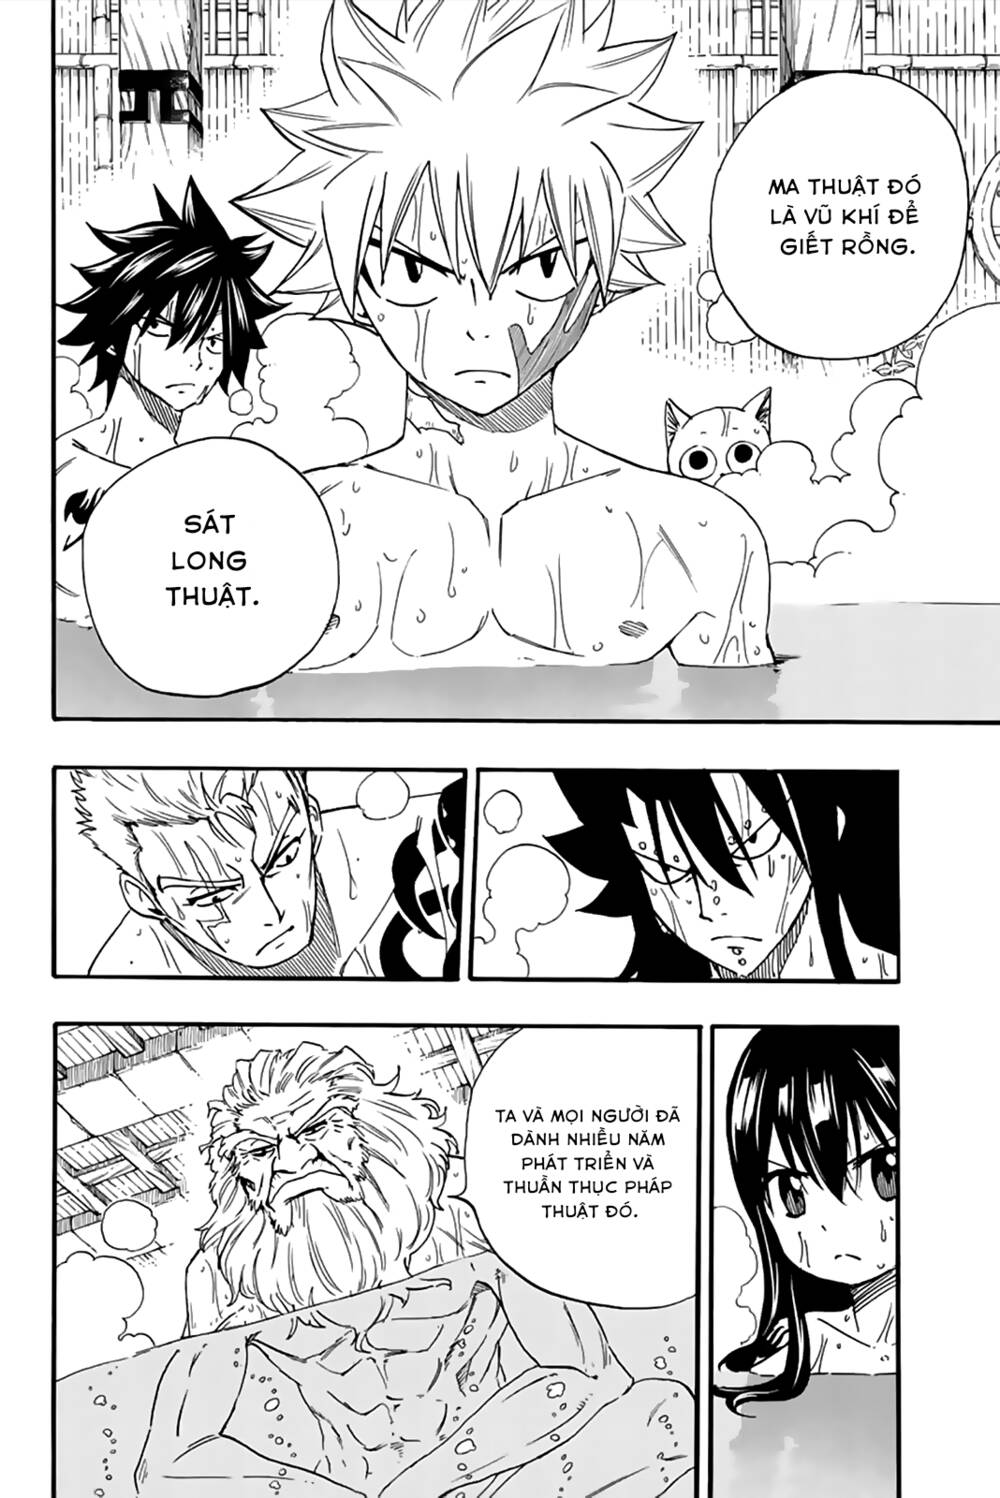 MA THUẬT ĐÓ
LÀ VŨ KHÍ ĐỂ
GIẾT RỒNG.
SÁT
LONG
THUẬT.
TA VÀ MỌI NGƯỜI ĐÃ
DÀNH NHIỀU NĂM
PHÁT TRIỂN VÀ
THUẦN THỤC PHÁP
THUẬT ĐÓ.